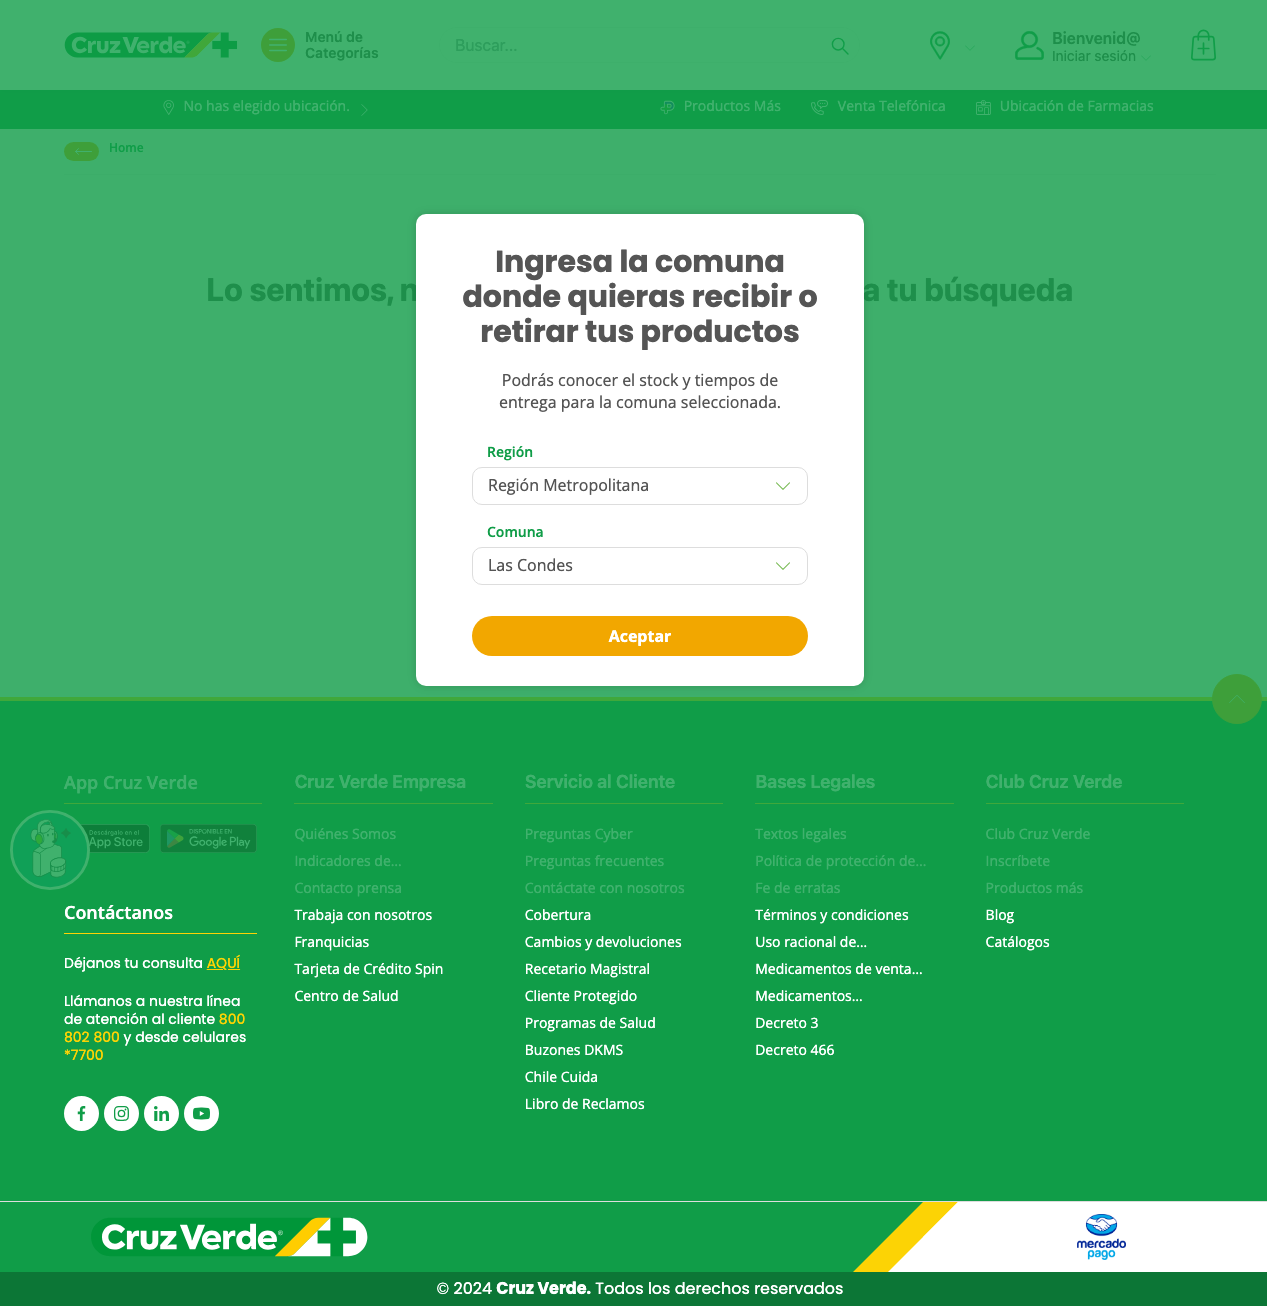 Cruz Verde
Menú de
Categorías
Buscar...
Bienvenid@
Iniciar sesión
No has elegido ubicación.
Productos Más
Venta Telefónica
Ubicación de Farmacias
Home
Lo sentimos, n
a tu búsqueda
Ingresa la comuna
donde quieras recibir o
retirar tus productos
Podrás conocer el stock y tiempos de
entrega para la comuna seleccionada.
Región
Región Metropolitana
Comuna
Las Condes
Aceptar
App Cruz Verde
Descárgalo en el
App Store
DISPONIBLE EN
Google Play
Contáctanos
Déjanos tu consulta AQUÍ
Llámanos a nuestra línea
de atención al cliente 800
802 800 y desde celulares
*7700
Cruz Verde Empresa
Quiénes Somos
Indicadores de...
Contacto prensa
Trabaja con nosotros
Franquicias
Tarjeta de Crédito Spin
Centro de Salud
Servicio al Cliente
Preguntas Cyber
Preguntas frecuentes
Contáctate con nosotros
Cobertura
Cambios y devoluciones
Recetario Magistral
Cliente Protegido
Programas de Salud
Buzones DKMS
Chile Cuida
Libro de Reclamos
Bases Legales
Textos legales
Política de protección de...
Fe de erratas
Términos y condiciones
Uso racional de...
Medicamentos de venta...
Medicamentos...
Decreto 3
Decreto 466
Club Cruz Verde
Club Cruz Verde
Inscríbete
Productos más
Blog
Catálogos
Cruz Verde
mercado
pago
© 2024 Cruz Verde. Todos los derechos reservados